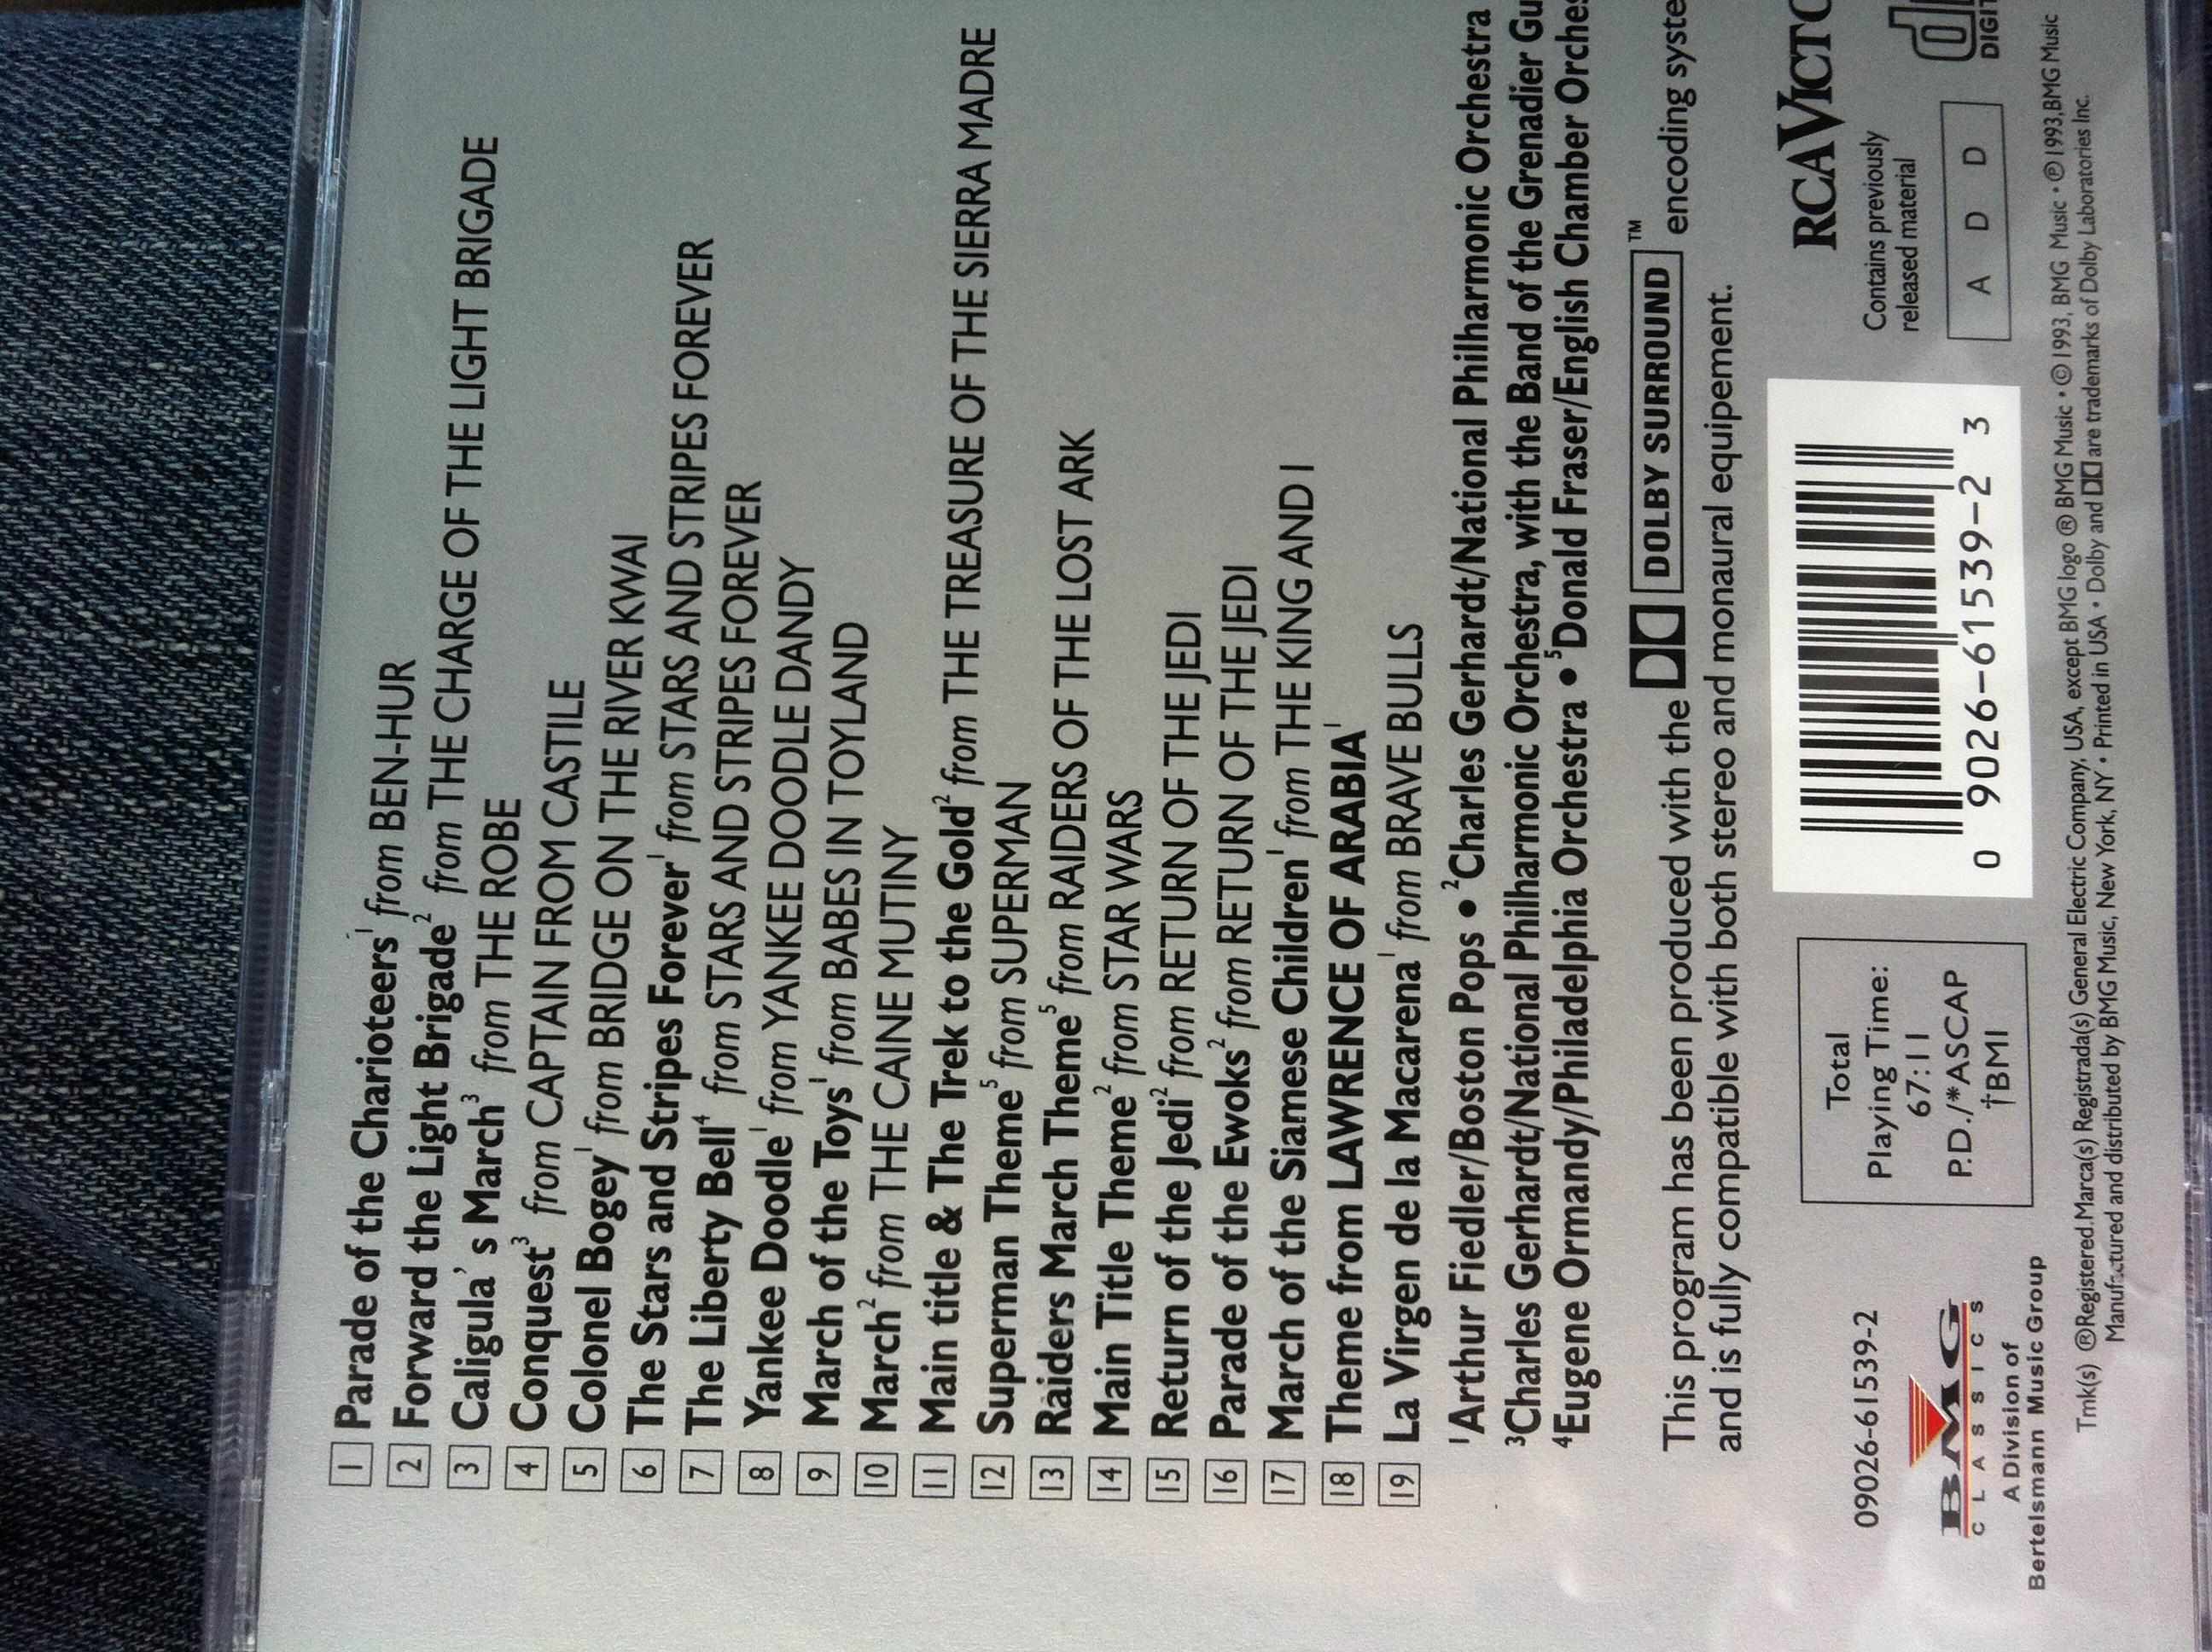 1 Parade of the Charioteers¹ from BEN-HUR
2 Forward the Light Brigade² from THE CHARGE OF THE LIGHT BRIGADE
3 Caligula's March³ from THE ROBE
4 Conquest³ from CAPTAIN FROM CASTILE
5 Colonel Bogey¹ from BRIDGE ON THE RIVER KWAI
6 The Stars and Stripes Forever¹ from STARS AND STRIPES FOREVER
7 The Liberty Bell⁴ from STARS AND STRIPES FOREVER
8 Yankee Doodle¹ from YANKEE DOODLE DANDY
9 March of the Toys¹ from BABES IN TOYLAND
10 March² from THE CAINE MUTINY
11 Main title & The Trek to the Gold² from THE TREASURE OF THE SIERRA MADRE
12 Superman Theme⁵ from SUPERMAN
13 Raiders March Theme⁵ from RAIDERS OF THE LOST ARK
14 Main Title Theme² from STAR WARS
15 Return of the Jedi² from RETURN OF THE JEDI
16 Parade of the Ewoks² from RETURN OF THE JEDI
17 March of the Siamese Children¹ from THE KING AND I
18 Theme from LAWRENCE OF ARABIA¹
19 La Virgen de la Macarena¹ from BRAVE BULLS
¹Arthur Fiedler/Boston Pops • ²Charles Gerhardt/National Philharmonic Orchestra
³Charles Gerhardt/National Philharmonic Orchestra, with the Band of the Grenadier Gu
⁴Eugene Ormandy/Philadelphia Orchestra • ⁵Donald Fraser/English Chamber Orches
This program has been produced with the DOLBY SURROUND™ encoding syste
and is fully compatible with both stereo and monaural equipement.
09026-61539-2
BMG
CLASSICS
A Division of
Bertelsmann Music Group
Total
Playing Time:
67:11
P.D./*ASCAP
†BMI
0 9026-61539-2 3
RCAVICTO
Contains previously
released material
A D D
DIGIT
Tmk(s) ®Registered.Marca(s) Registrada(s) General Electric Company, USA, except BMG logo ® BMG Music • © 1993, BMG Music • ℗ 1993, BMG Music
Manufactured and distributed by BMG Music, New York, NY • Printed in USA • Dolby and are trademarks of Dolby Laboratories Inc.